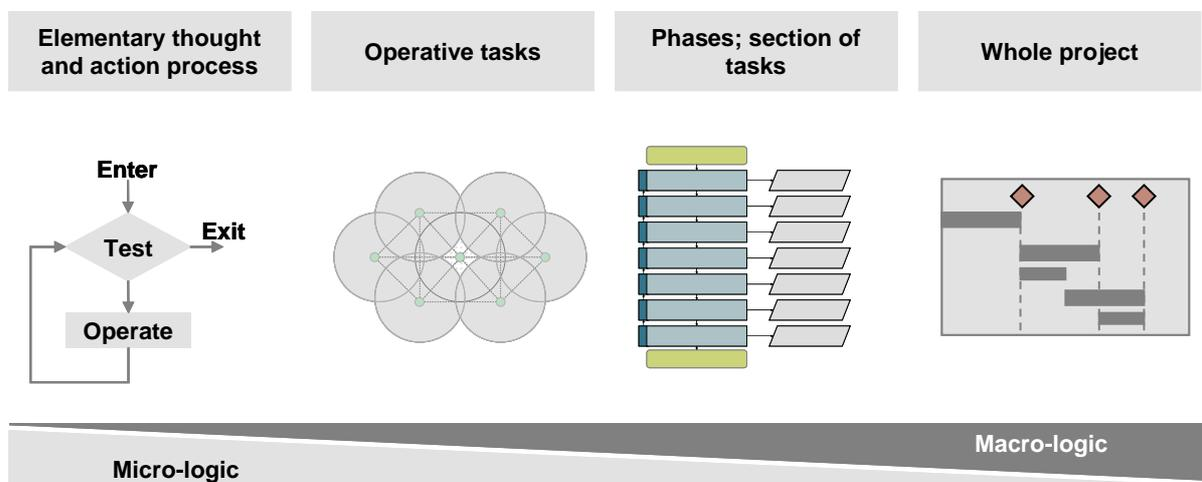 Elementary thought
and action process
Operative tasks
Phases; section of
tasks
Whole project
Enter
Test
Exit
Operate
Macro-logic
Micro-logic